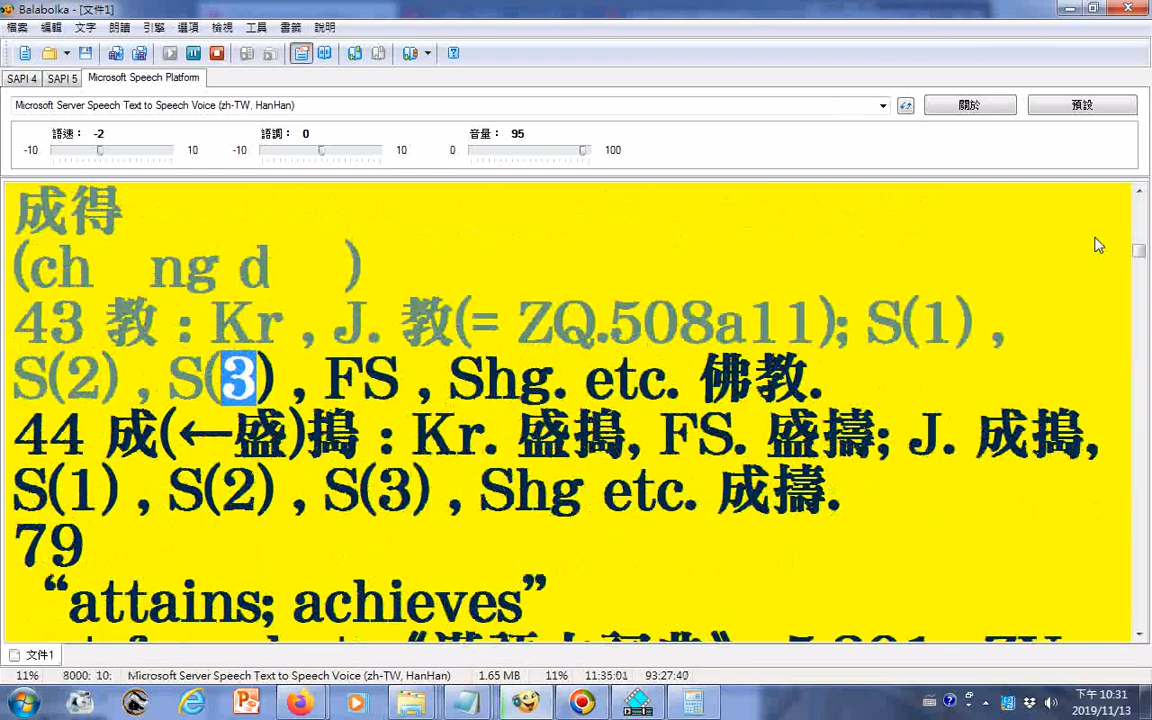 Balabolka - [文件1]
檔案 編輯 文字 朗讀 引擎 選項 檢視 工具 書籤 說明
SAPI 4 SAPI 5 Microsoft Speech Platform
Microsoft Server Speech Text to Speech Voice (zh-TW, HanHan) 關於 預設
語速： -2 語調： 0 音量： 95
-10 10 -10 10 0 100
成得
(ch ng d )
43 教 : Kr , J. 教(= ZQ.508a11); S(1) ,
S(2) , S(3) , FS , Shg. etc. 佛教.
44 成(←盛)搗 : Kr. 盛搗, FS. 盛擣; J. 成搗,
S(1) , S(2) , S(3) , Shg etc. 成擣.
79
“attains; achieves”
文件1
11% 8000: 10: Microsoft Server Speech Text to Speech Voice (zh-TW, HanHan) 1.65 MB 11% 11:35:01 93:27:40
下午 10:31
2019/11/13